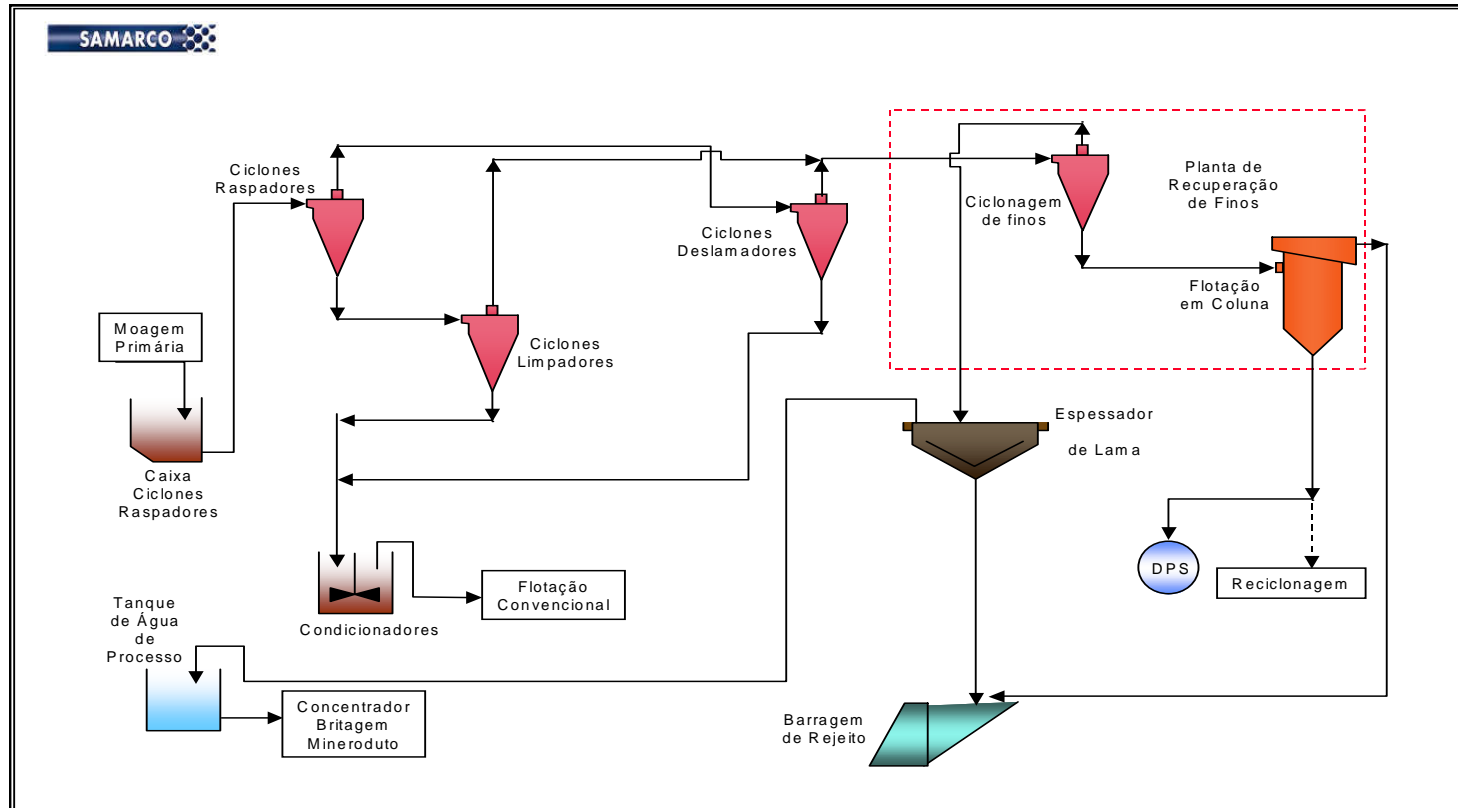 SAMARCO
Ciclones
Raspadores
Ciclones
Deslamadores
Ciclonagem
de finos
Planta de
Recuperação
de Finos
Flotação
em Coluna
Moagem
Primária
Ciclones
Limpadores
Caixa
Ciclones
Raspadores
Espessador
de Lama
DPS
Reciclonagem
Flotação
Convencional
Condicionadores
Tanque
de Água
de
Processo
Concentrador
Britagem
Mineroduto
Barragem
de Rejeito